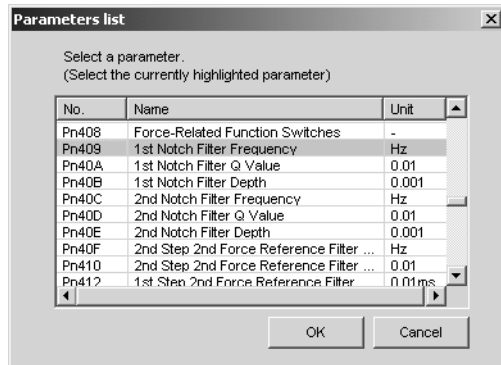 Parameters list
Select a parameter.
(Select the currently highlighted parameter)
No. Name Unit
Pn408 Force-Related Function Switches -
Pn409 1st Notch Filter Frequency Hz
Pn40A 1st Notch Filter Q Value 0.01
Pn40B 1st Notch Filter Depth 0.001
Pn40C 2nd Notch Filter Frequency Hz
Pn40D 2nd Notch Filter Q Value 0.01
Pn40E 2nd Notch Filter Depth 0.001
Pn40F 2nd Step 2nd Force Reference Filter ... Hz
Pn410 2nd Step 2nd Force Reference Filter ... 0.01
Pn412 1st Step 2nd Force Reference Filter 0.01ms
OK Cancel